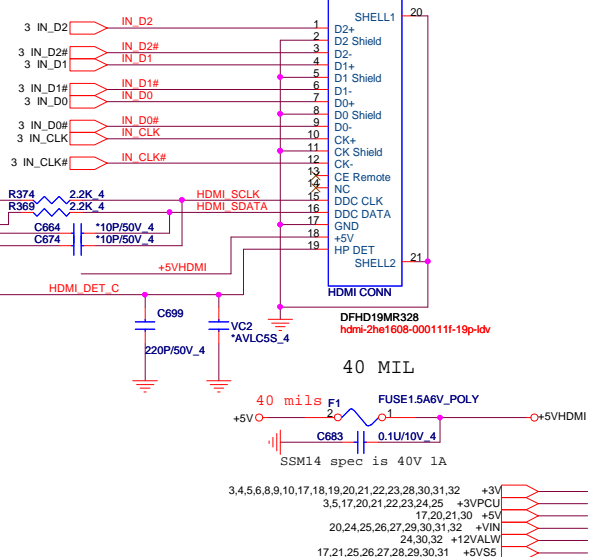 SHELL1 20
3 IN_D2 IN_D2 1 D2+
2 D2 Shield
3 IN_D2# IN_D2# 3 D2-
3 IN_D1 IN_D1 4 D1+
5 D1 Shield
3 IN_D1# IN_D1# 6 D1-
3 IN_D0 IN_D0 7 D0+
8 D0 Shield
3 IN_D0# IN_D0# 9 D0-
3 IN_CLK IN_CLK 10 CK+
11 CK Shield
3 IN_CLK# IN_CLK# 12 CK-
13 CE Remote
14 NC
R374 2.2K_4 HDMI_SCLK 15 DDC CLK
R369 2.2K_4 HDMI_SDATA 16 DDC DATA
17 GND
C664 *10P/50V_4 18 +5V
C674 *10P/50V_4 19 HP DET
+5VHDMI SHELL2 21
HDMI_DET_C HDMI CONN
C699 DFHD19MR328
VC2 hdmi-2he1608-000111f-19p-ldv
*AVLC5S_4
220P/50V_4
40 MIL
40 mils F1 FUSE1.5A6V_POLY
+5V 2 1 +5VHDMI
C683 0.1U/10V_4
SSM14 spec is 40V 1A
3,4,5,6,8,9,10,17,18,19,20,21,22,23,28,30,31,32 +3V
3,5,17,20,21,22,23,24,25 +3VPCU
17,20,21,30 +5V
20,24,25,26,27,29,30,31,32 +VIN
24,30,32 +12VALW
17,21,25,26,27,28,29,30,31 +5VS5